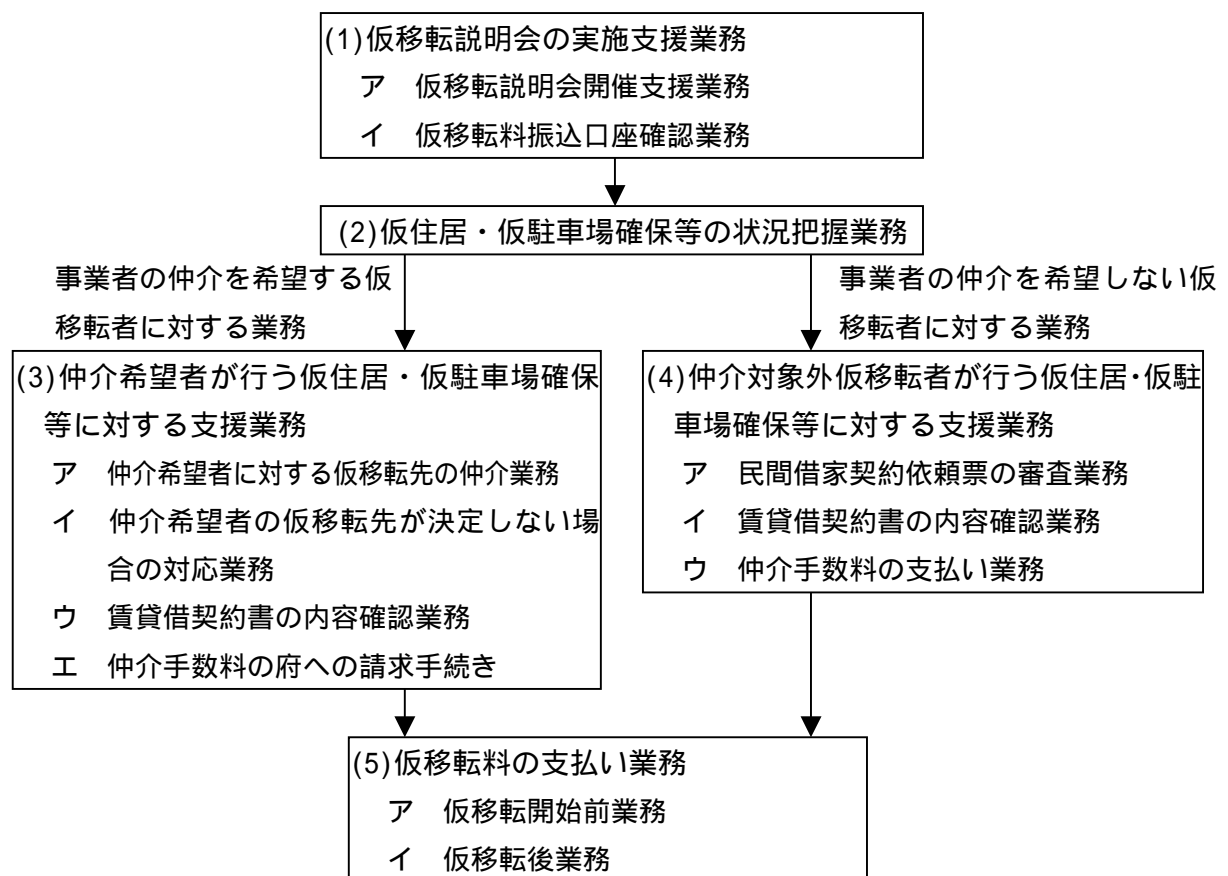 (1)仮移転説明会の実施支援業務
ア 仮移転説明会開催支援業務
イ 仮移転料振込口座確認業務
(2)仮住居・仮駐車場確保等の状況把握業務
事業者の仲介を希望する仮
移転者に対する業務
事業者の仲介を希望しない仮
移転者に対する業務
(3)仲介希望者が行う仮住居・仮駐車場確保
等に対する支援業務
ア 仲介希望者に対する仮移転先の仲介業務
イ 仲介希望者の仮移転先が決定しない場
合の対応業務
ウ 賃貸借契約書の内容確認業務
エ 仲介手数料の府への請求手続き
(4)仲介対象外仮移転者が行う仮住居・仮駐
車場確保等に対する支援業務
ア 民間借家契約依頼票の審査業務
イ 賃貸借契約書の内容確認業務
ウ 仲介手数料の支払い業務
(5)仮移転料の支払い業務
ア 仮移転開始前業務
イ 仮移転後業務